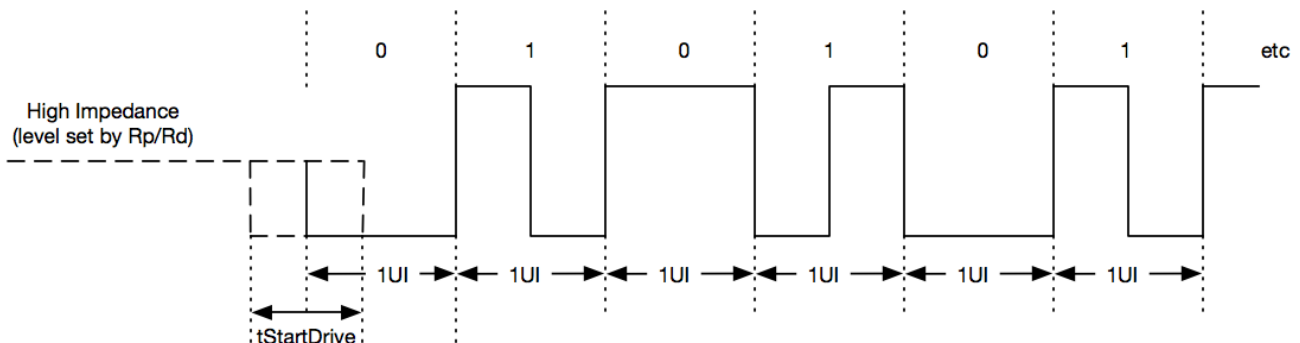 0 1 0 1 0 1 etc
High Impedance
(level set by Rp/Rd)
1UI 1UI 1UI 1UI 1UI 1UI
tStartDrive